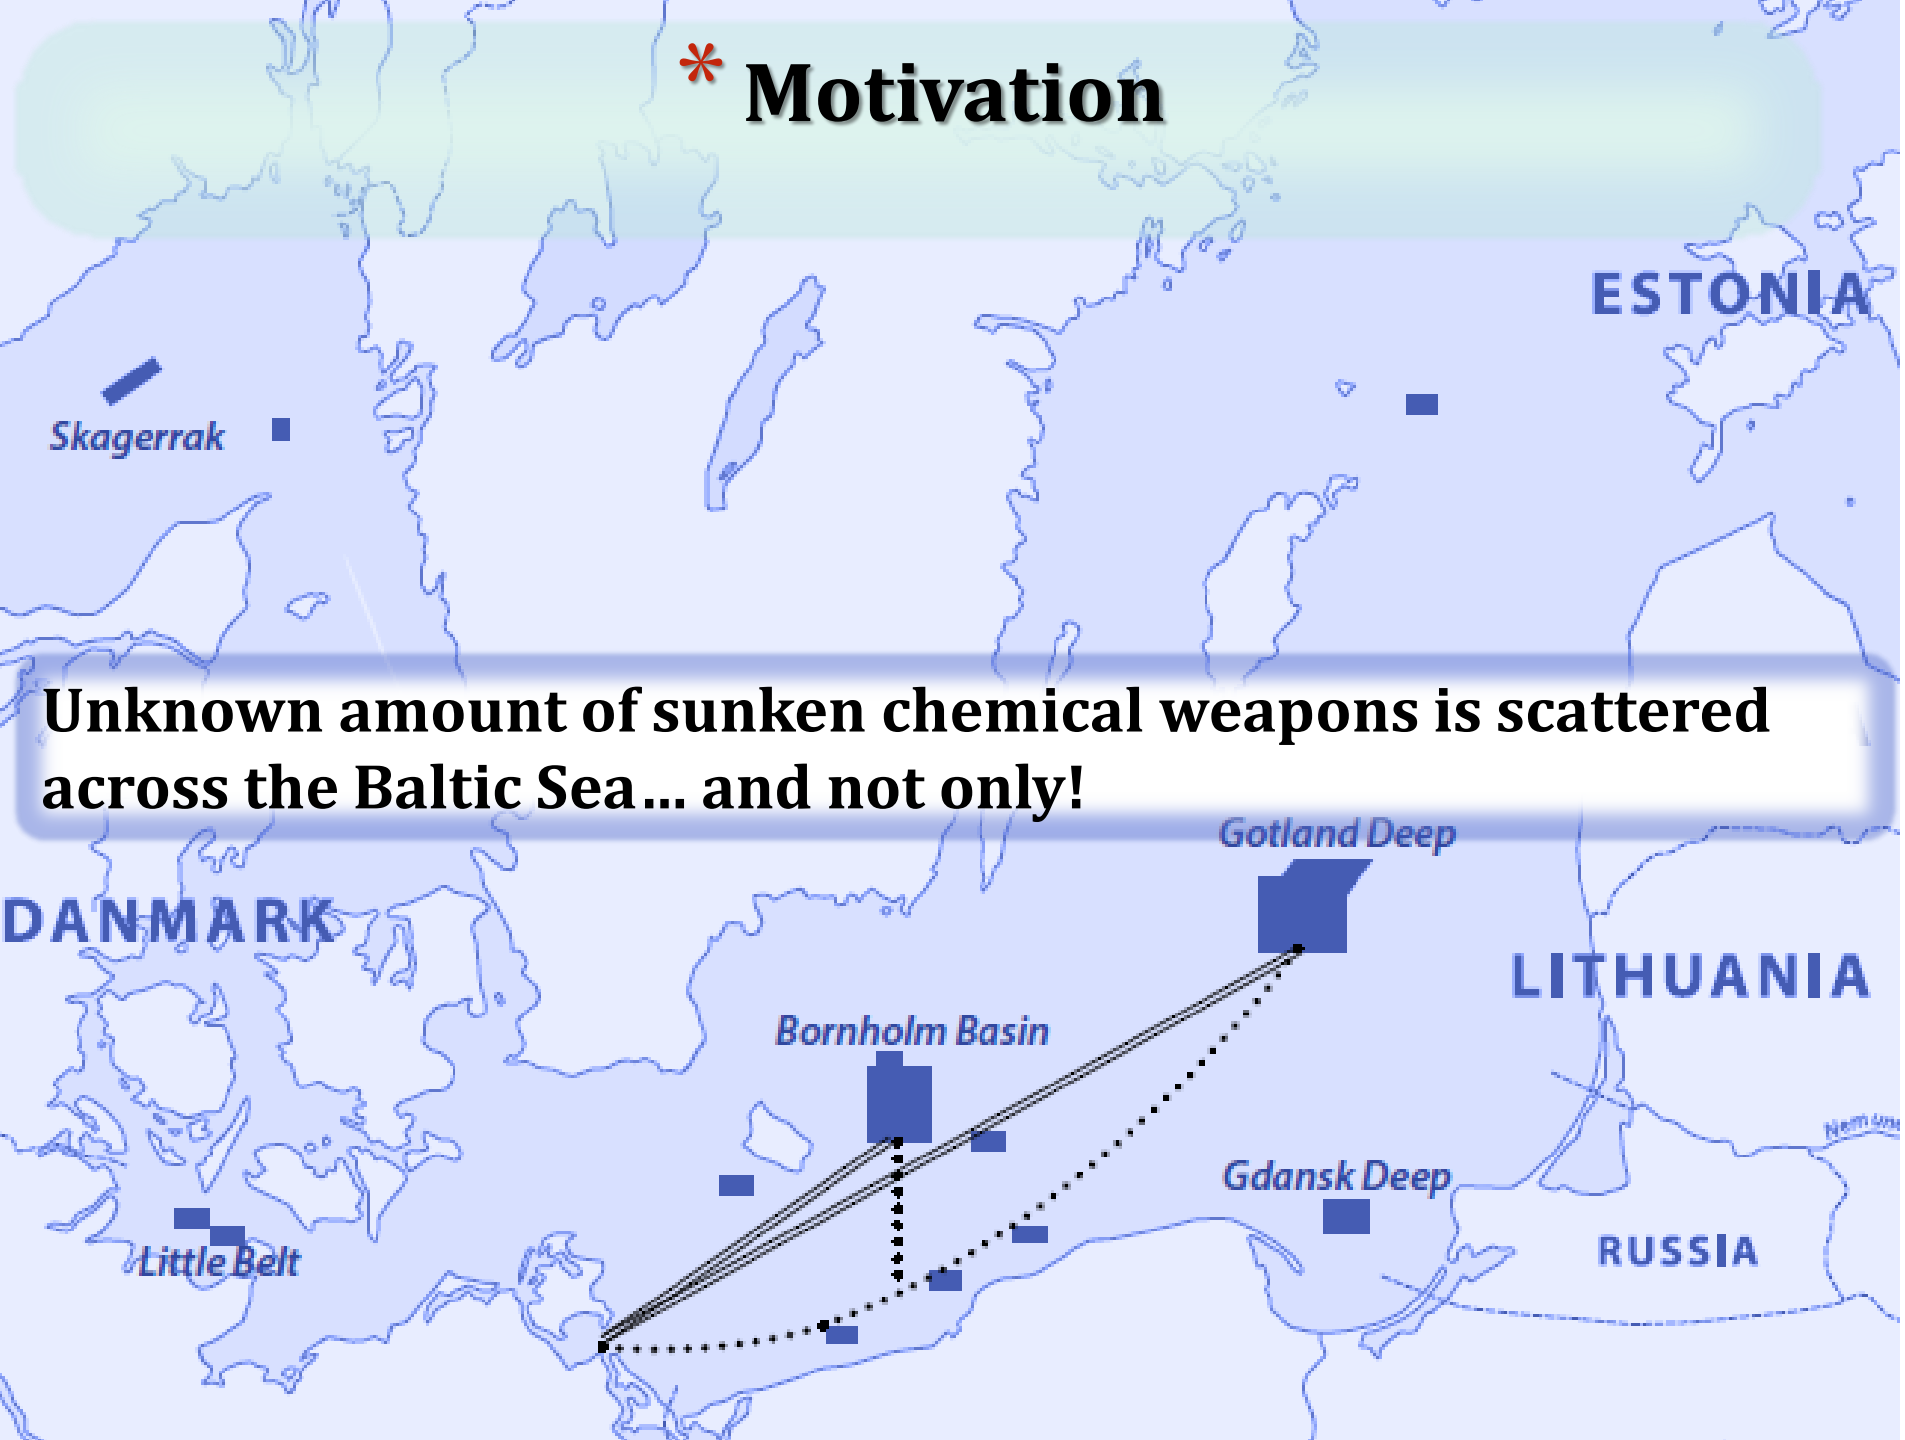 * Motivation
ESTONIA
Skagerrak
Unknown amount of sunken chemical weapons is scattered
across the Baltic Sea... and not only!
Gotland Deep
DANMARK
LITHUANIA
Bornholm Basin
Nemune
Gdansk Deep
RUSSIA
Little Belt